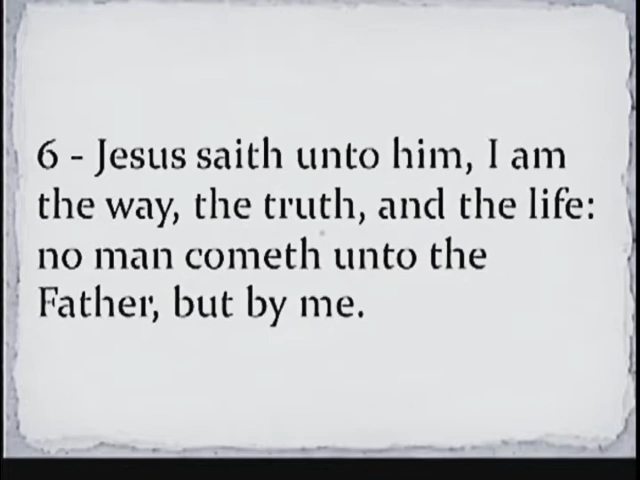 6 - Jesus saith unto him, I am
the way, the truth, and the life:
no man cometh unto the
Father, but by me.